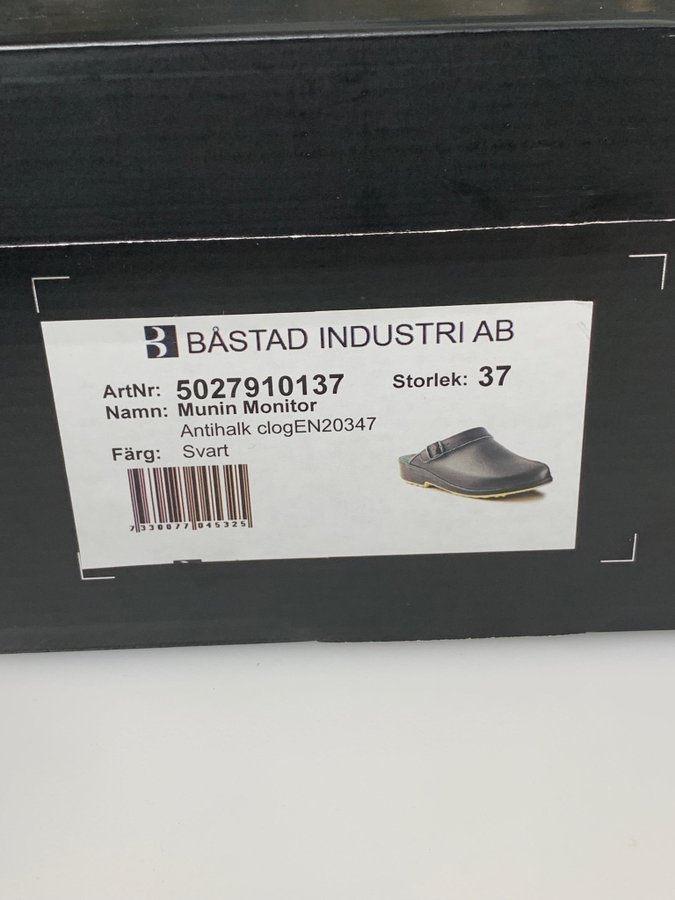 BÅSTAD INDUSTRI AB
ArtNr: 5027910137 Storlek: 37
Namn: Munin Monitor
Antihalk clogEN20347
Färg: Svart
7330077045325